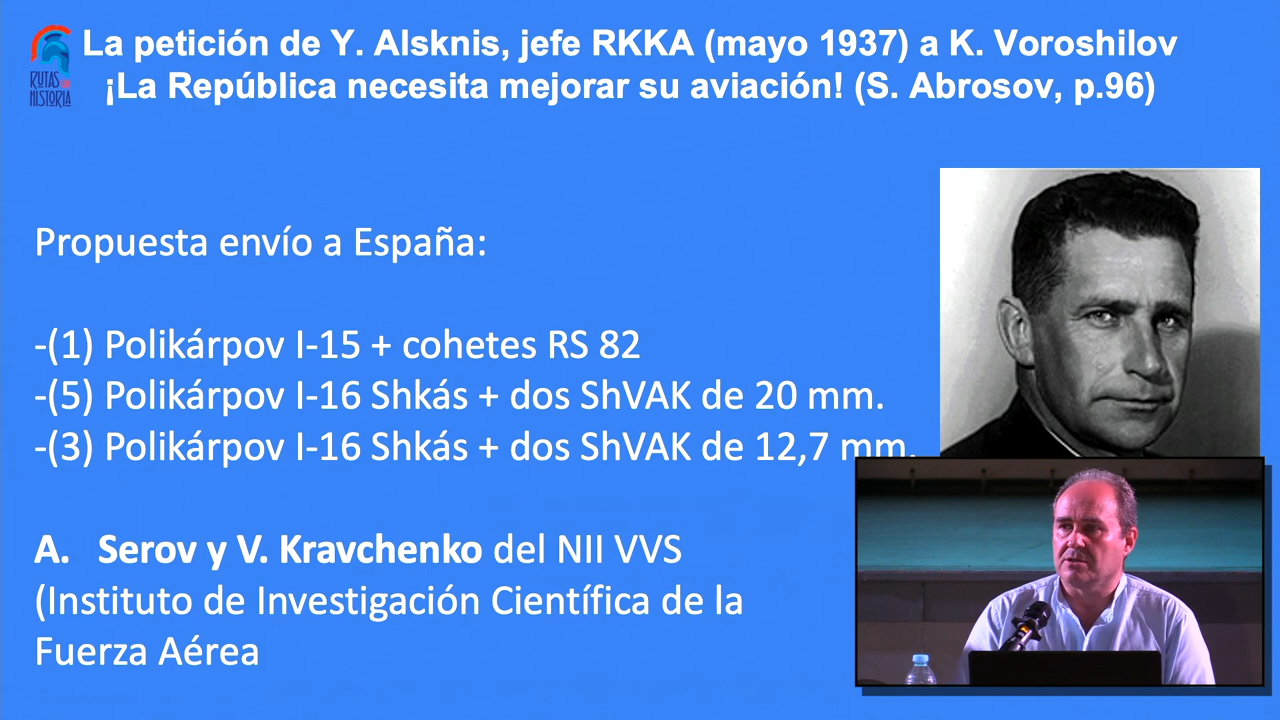 La petición de Y. Alsknis, jefe RKKA (mayo 1937) a K. Voroshilov
¡La República necesita mejorar su aviación! (S. Abrosov, p.96)
RUTAS
HISTORIA
Propuesta envío a España:
-(1) Polikárpov I-15 + cohetes RS 82
-(5) Polikárpov I-16 Shkás + dos ShVAK de 20 mm.
-(3) Polikárpov I-16 Shkás + dos ShVAK de 12,7 mm.
A. Serov y V. Kravchenko del NII VVS
(Instituto de Investigación Científica de la
Fuerza Aérea